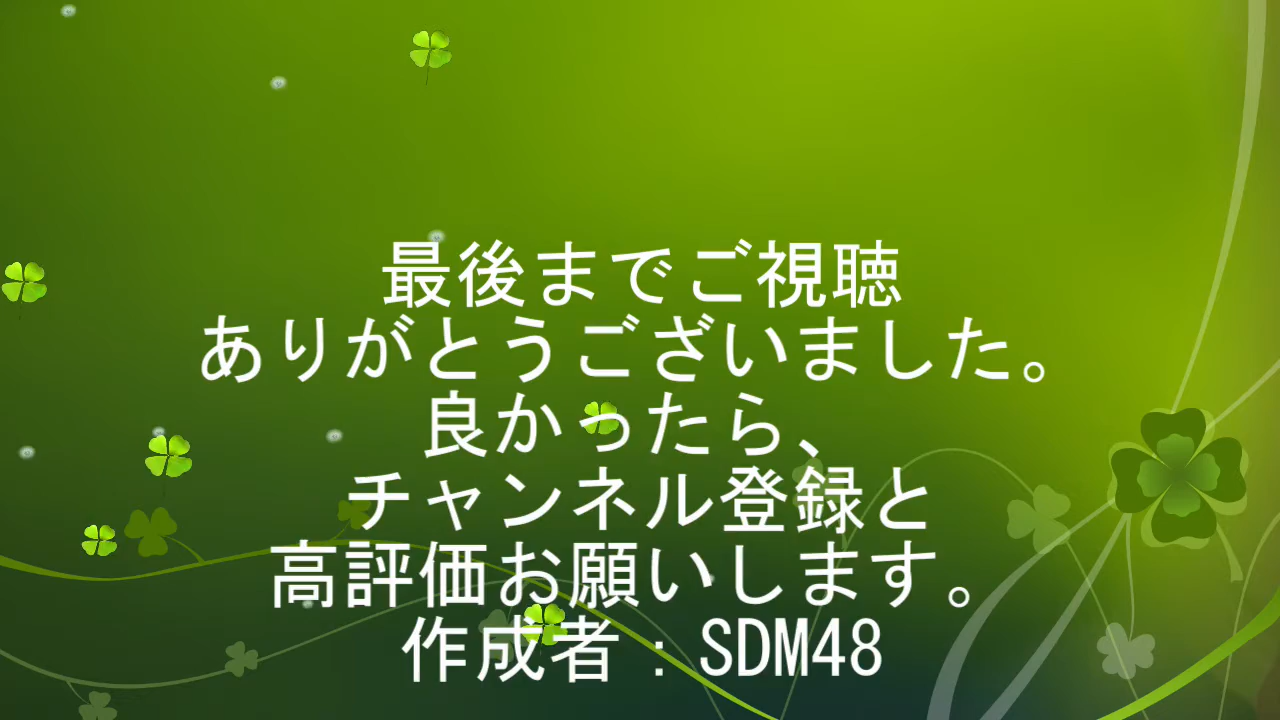 最後までご視聴
ありがとうございました。
良かったら、
チャンネル登録と
高評価お願いします。
作成者：SDM48